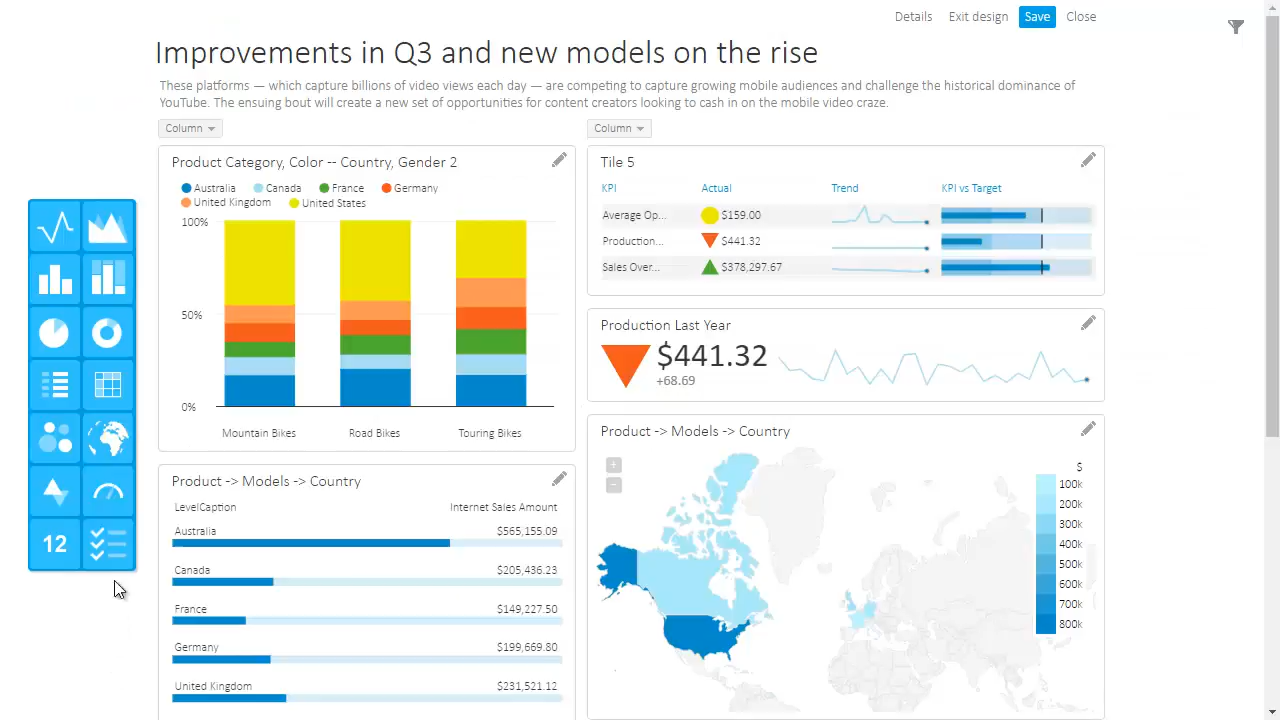 Details Exit design Save Close
Improvements in Q3 and new models on the rise
These platforms — which capture billions of video views each day — are competing to capture growing mobile audiences and challenge the historical dominance of
YouTube. The ensuing bout will create a new set of opportunities for content creators looking to cash in on the mobile video craze.
Column
Product Category, Color -- Country, Gender 2
Australia Canada France Germany
United Kingdom United States
100%
50%
0%
Mountain Bikes Road Bikes Touring Bikes
Product -> Models -> Country
LevelCaption Internet Sales Amount
Australia $565,155.09
Canada $205,436.23
France $149,227.50
Germany $199,669.80
United Kingdom $231,521.12
Column
Tile 5
KPI Actual Trend KPI vs Target
Average Op... $159.00
Production... $441.32
Sales Over... $378,297.67
Production Last Year
$441.32
+68.69
Product -> Models -> Country
+
−
$
100k
200k
300k
400k
500k
600k
700k
800k
12